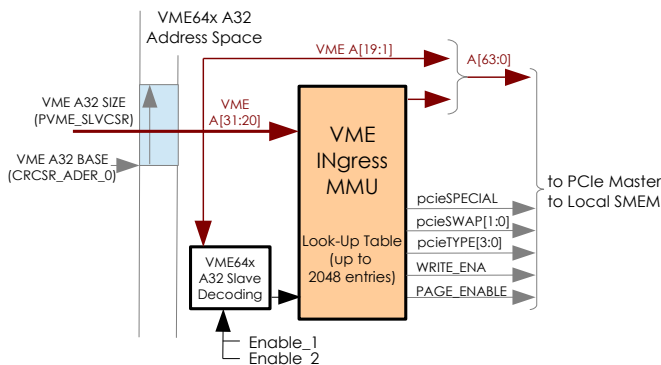 VME64x A32
Address Space
VME A[19:1]
A[63:0]
VME A32 SIZE
(PVME_SLVCSR)
VME
A[31:20]
VME A32 BASE
(CRCSR_ADER_0)
VME
INgress
MMU
Look-Up Table
(up to
2048 entries)
to PCIe Master
to Local SMEM
pcieSPECIAL
pcieSWAP[1:0]
pcieTYPE[3:0]
WRITE_ENA
PAGE_ENABLE
VME64x
A32 Slave
Decoding
Enable_1
Enable_2